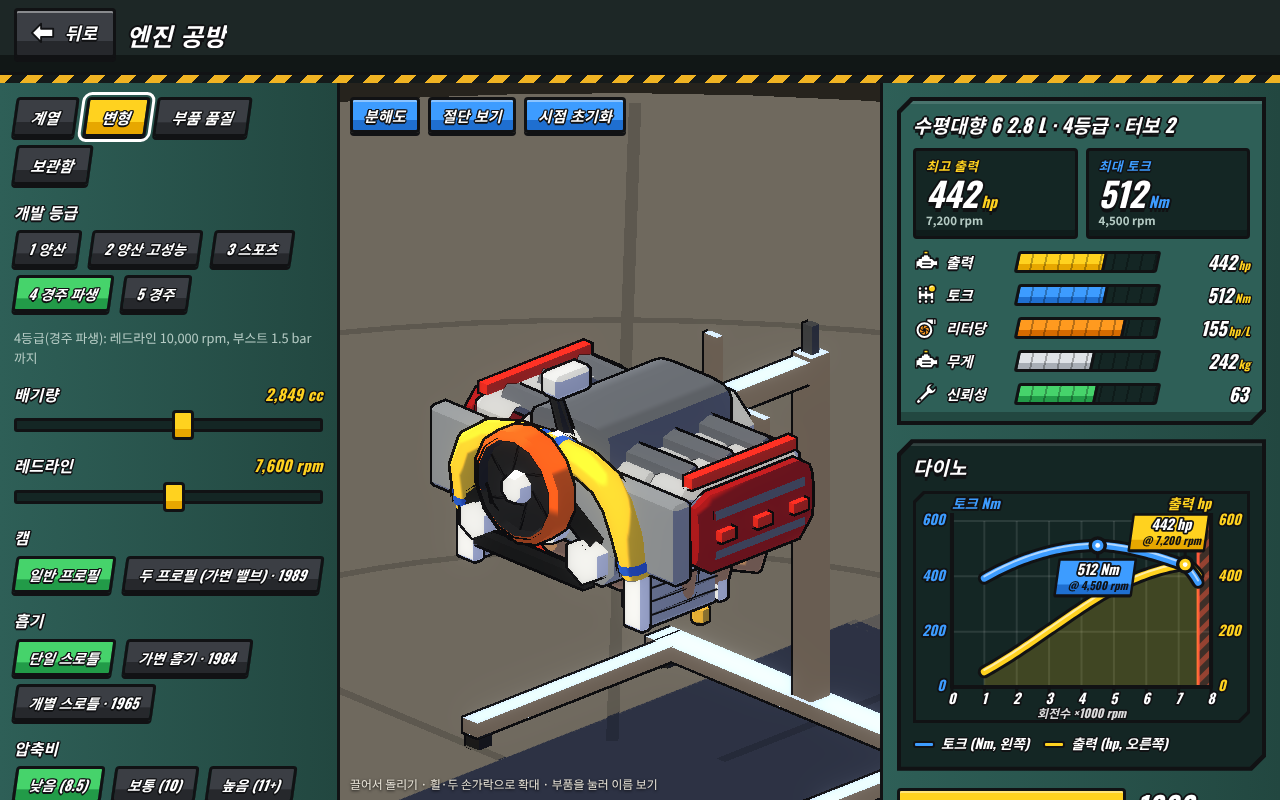 뒤로
엔진 공방
계열
변형
부품 품질
보관함
개발 등급
1 양산
2 양산 고성능
3 스포츠
4 경주 파생
5 경주
4등급(경주 파생): 레드라인 10,000 rpm, 부스트 1.5 bar
까지
배기량
2,849 cc
레드라인
7,600 rpm
캠
일반 프로필
두 프로필 (가변 밸브) · 1989
흡기
단일 스로틀
가변 흡기 · 1984
개별 스로틀 · 1965
압축비
낮음 (8.5)
보통 (10)
높음 (11+)
분해도
절단 보기
시점 초기화
끌어서 돌리기 · 휠·두 손가락으로 확대 · 부품을 눌러 이름 보기
수평대향 6 2.8 L · 4등급 · 터보 2
최고 출력
442 hp
7,200 rpm
최대 토크
512 Nm
4,500 rpm
출력
442 hp
토크
512 Nm
리터당
155 hp/L
무게
242 kg
신뢰성
63
다이노
토크 Nm
출력 hp
600
400
200
0
600
400
200
0
442 hp
@ 7,200 rpm
512 Nm
@ 4,500 rpm
0 1 2 3 4 5 6 7 8
회전수 ×1000 rpm
토크 (Nm, 왼쪽)
출력 (hp, 오른쪽)